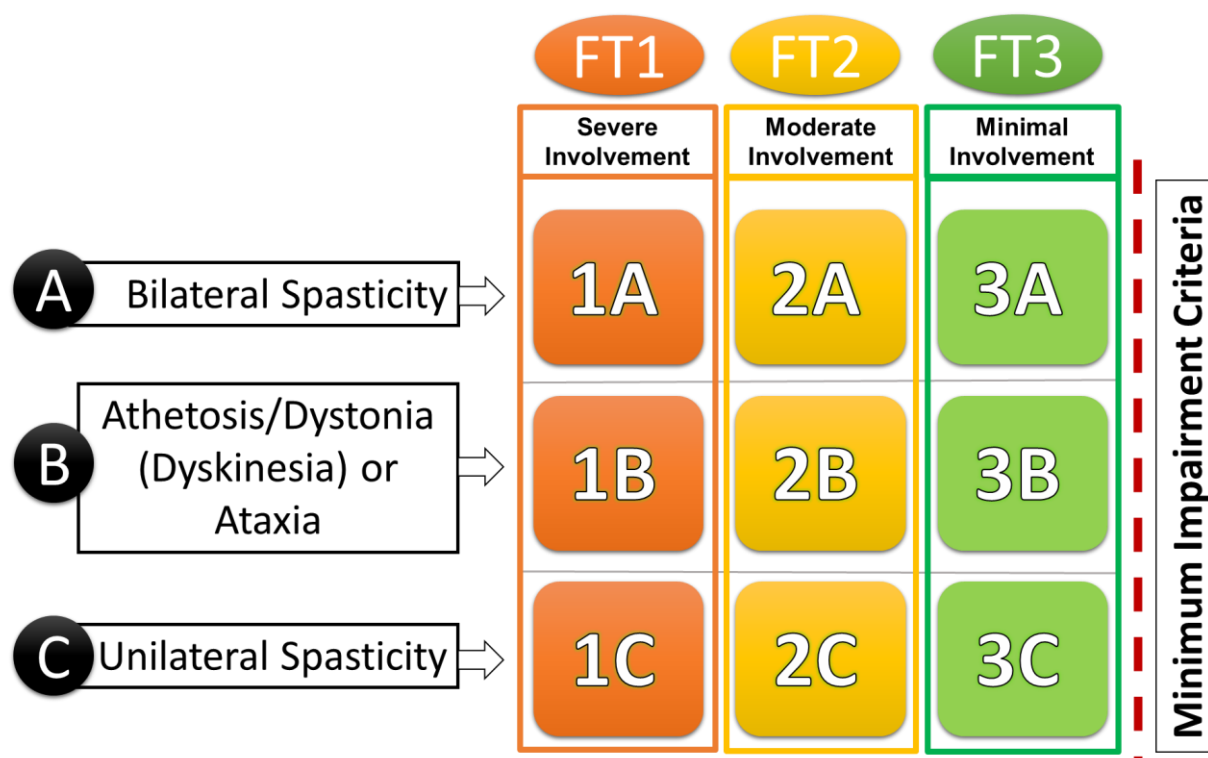 FT1 FT2 FT3
Severe Moderate Minimal
Involvement Involvement Involvement
A Bilateral Spasticity 1A 2A 3A
Athetosis/Dystonia
B (Dyskinesia) or 1B 2B 3B
Ataxia
C Unilateral Spasticity 1C 2C 3C
Minimum Impairment Criteria